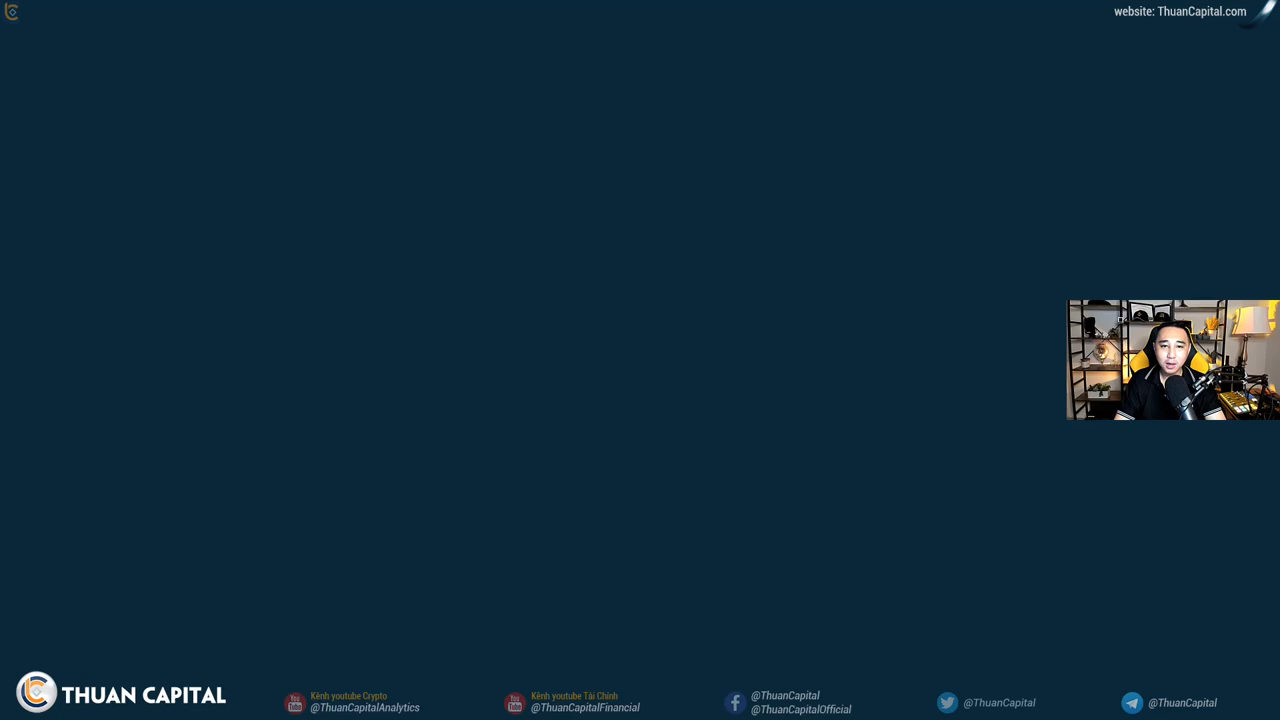 website: ThuanCapital.com
THUAN CAPITAL
Kênh youtube Crypto
@ThuanCapitalAnalytics
Kênh youtube Tài Chính
@ThuanCapitalFinancial
@ThuanCapital
@ThuanCapitalOfficial
@ThuanCapital
@ThuanCapital